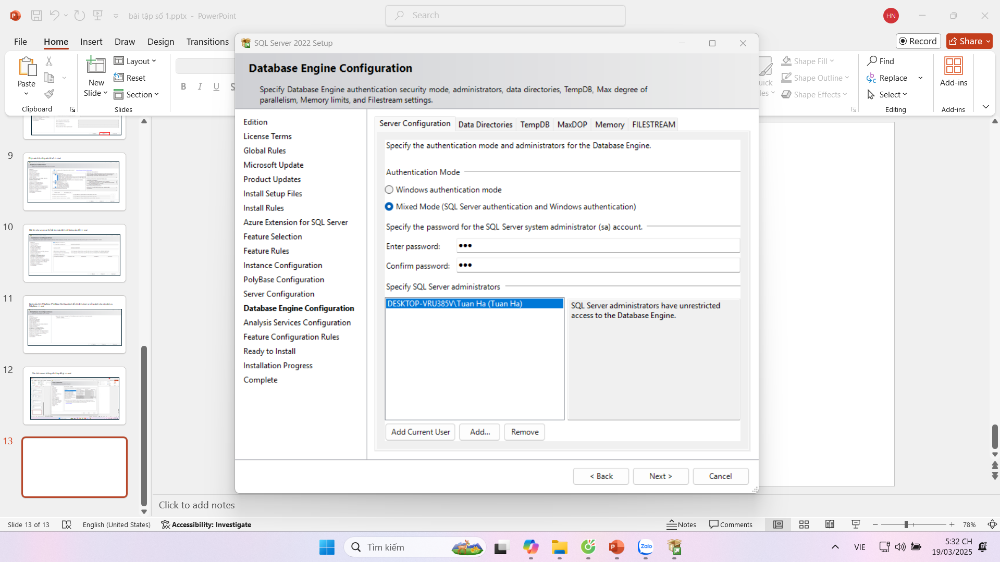 bài tập số 1.pptx - PowerPoint
Search
HN
File
Home
Insert
Draw
Design
Transitions
Record
Share
Paste
New
Slide
Layout
Reset
Section
B I U S
Shape Fill
Shape Outline
Shape Effects
Find
Replace
Select
Add-ins
Clipboard
Slides
Editing
Add-ins
SQL Server 2022 Setup
Database Engine Configuration
Specify Database Engine authentication security mode, administrators, data directories, TempDB, Max degree of
parallelism, Memory limits, and Filestream settings.
Edition
License Terms
Global Rules
Microsoft Update
Product Updates
Install Setup Files
Install Rules
Azure Extension for SQL Server
Feature Selection
Feature Rules
Instance Configuration
PolyBase Configuration
Server Configuration
Database Engine Configuration
Analysis Services Configuration
Feature Configuration Rules
Ready to Install
Installation Progress
Complete
Server Configuration
Data Directories
TempDB
MaxDOP
Memory
FILESTREAM
Specify the authentication mode and administrators for the Database Engine.
Authentication Mode
Windows authentication mode
Mixed Mode (SQL Server authentication and Windows authentication)
Specify the password for the SQL Server system administrator (sa) account.
Enter password:
Confirm password:
Specify SQL Server administrators
DESKTOP-VRU385V\Tuan Ha (Tuan Ha)
SQL Server administrators have unrestricted
access to the Database Engine.
Add Current User
Add...
Remove
< Back
Next >
Cancel
9
10
11
12
13
Click to add notes
Slide 13 of 13
English (United States)
Accessibility: Investigate
Notes
Comments
78%
Tìm kiếm
Zalo
VIE
5:32 CH
19/03/2025